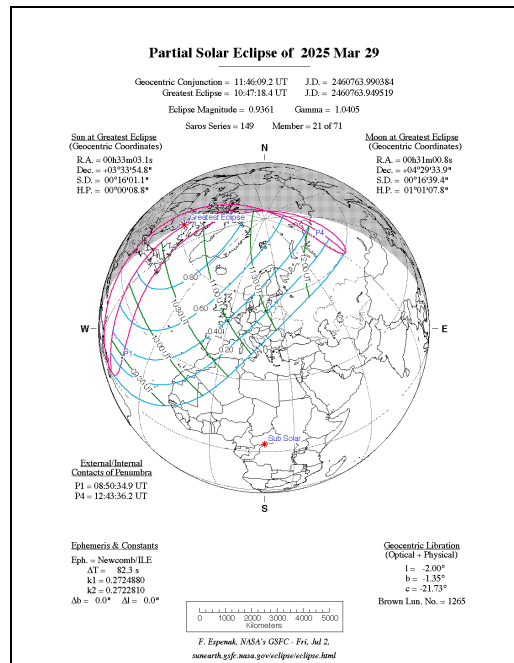 Partial Solar Eclipse of 2025 Mar 29
Geocentric Conjunction = 11:46:09.2 UT J.D. = 2460763.990384
Greatest Eclipse = 10:47:18.4 UT J.D. = 2460763.949519
Eclipse Magnitude = 0.9361 Gamma = 1.0405
Saros Series = 149 Member = 21 of 71
Sun at Greatest Eclipse
(Geocentric Coordinates)
R.A. = 00h33m03.1s
Dec. = +03°33'54.8"
S.D. = 00°16'01.1"
H.P. = 00°00'08.8"
Moon at Greatest Eclipse
(Geocentric Coordinates)
R.A. = 00h31m00.8s
Dec. = +04°29'33.9"
S.D. = 00°16'39.4"
H.P. = 01°01'07.8"
N
Greatest Eclipse
P4
0.80
0.60
0.40
0.20
W
E
P1
Sub Solar
S
External/Internal
Contacts of Penumbra
P1 = 08:50:34.9 UT
P4 = 12:43:36.2 UT
Ephemeris & Constants
Eph. = Newcomb/ILE
ΔT = 82.3 s
k1 = 0.2724880
k2 = 0.2722810
Δb = 0.0" Δl = 0.0"
Geocentric Libration
(Optical + Physical)
l = -2.00°
b = -1.35°
c = -21.73°
Brown Lun. No. = 1265
0 1000 2000 3000 4000 5000
Kilometers
F. Espenak, NASA's GSFC - Fri, Jul 2,
sunearth.gsfc.nasa.gov/eclipse/eclipse.html